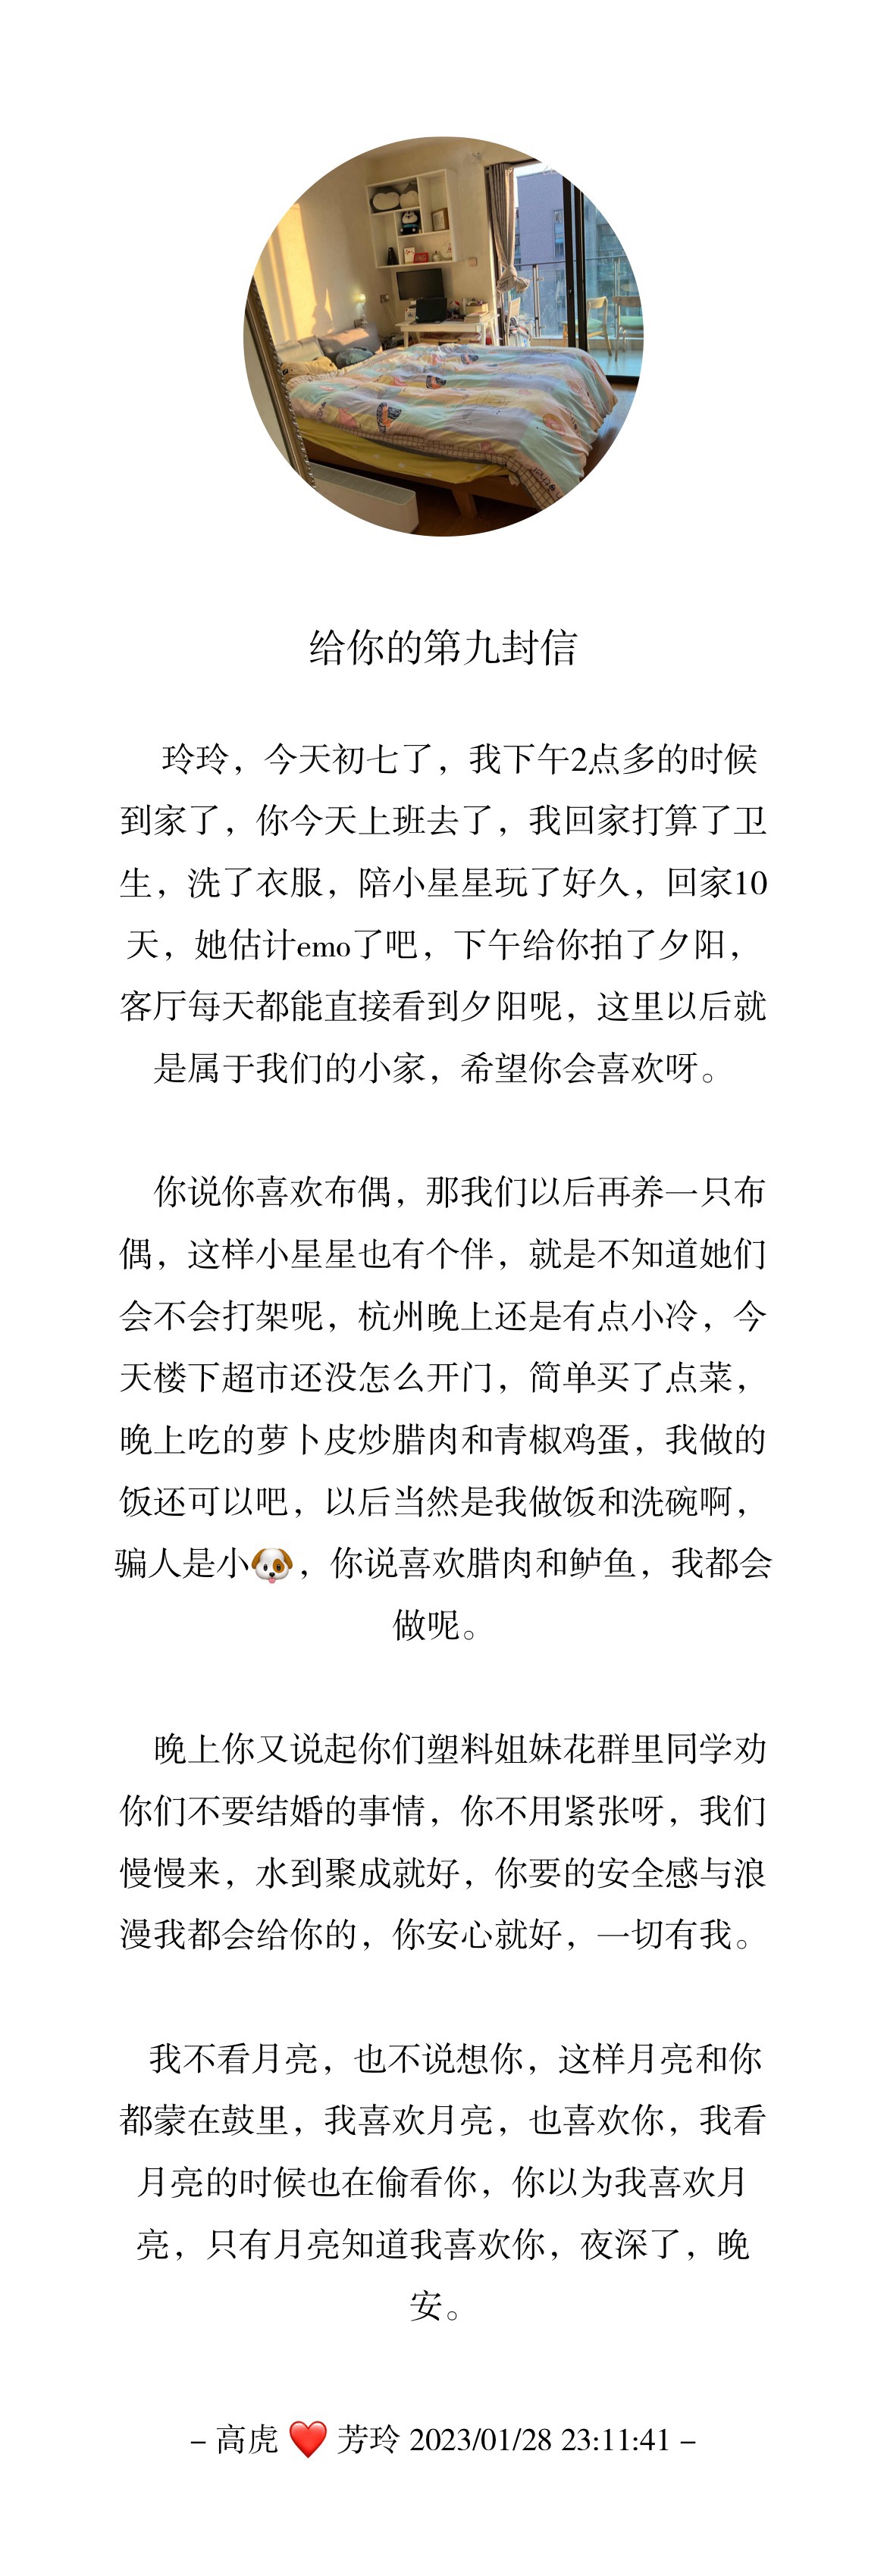 给你的第九封信
玲玲，今天初七了，我下午2点多的时候
到家了，你今天上班去了，我回家打算了卫
生，洗了衣服，陪小星星玩了好久，回家10
天，她估计emo了吧，下午给你拍了夕阳，
客厅每天都能直接看到夕阳呢，这里以后就
是属于我们的小家，希望你会喜欢呀。
你说你喜欢布偶，那我们以后再养一只布
偶，这样小星星也有个伴，就是不知道她们
会不会打架呢，杭州晚上还是有点小冷，今
天楼下超市还没怎么开门，简单买了点菜，
晚上吃的萝卜皮炒腊肉和青椒鸡蛋，我做的
饭还可以吧，以后当然是我做饭和洗碗啊，
骗人是小🐶，你说喜欢腊肉和鲈鱼，我都会
做呢。
晚上你又说起你们塑料姐妹花群里同学劝
你们不要结婚的事情，你不用紧张呀，我们
慢慢来，水到聚成就好，你要的安全感与浪
漫我都会给你的，你安心就好，一切有我。
我不看月亮，也不说想你，这样月亮和你
都蒙在鼓里，我喜欢月亮，也喜欢你，我看
月亮的时候也在偷看你，你以为我喜欢月
亮，只有月亮知道我喜欢你，夜深了，晚
安。
– 高虎 ❤️ 芳玲 2023/01/28 23:11:41 –